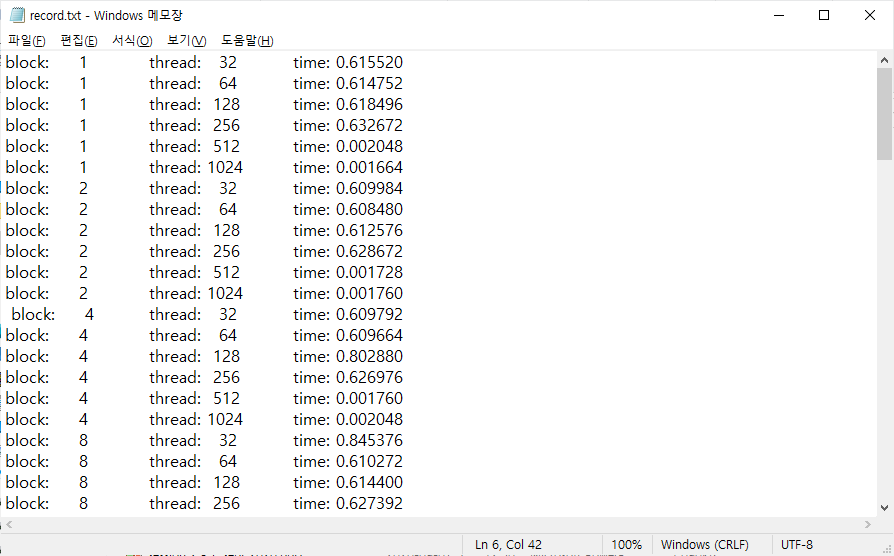 record.txt - Windows 메모장
파일(F) 편집(E) 서식(O) 보기(V) 도움말(H)
block: 1 thread: 32 time: 0.615520
block: 1 thread: 64 time: 0.614752
block: 1 thread: 128 time: 0.618496
block: 1 thread: 256 time: 0.632672
block: 1 thread: 512 time: 0.002048
block: 1 thread: 1024 time: 0.001664
block: 2 thread: 32 time: 0.609984
block: 2 thread: 64 time: 0.608480
block: 2 thread: 128 time: 0.612576
block: 2 thread: 256 time: 0.628672
block: 2 thread: 512 time: 0.001728
block: 2 thread: 1024 time: 0.001760
block: 4 thread: 32 time: 0.609792
block: 4 thread: 64 time: 0.609664
block: 4 thread: 128 time: 0.802880
block: 4 thread: 256 time: 0.626976
block: 4 thread: 512 time: 0.001760
block: 4 thread: 1024 time: 0.002048
block: 8 thread: 32 time: 0.845376
block: 8 thread: 64 time: 0.610272
block: 8 thread: 128 time: 0.614400
block: 8 thread: 256 time: 0.627392
Ln 6, Col 42 100% Windows (CRLF) UTF-8